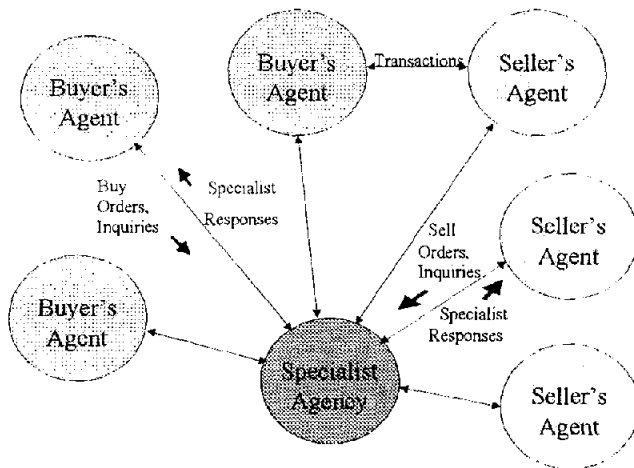 Buyer's
Agent
Buyer's
Agent
Transactions
Seller's
Agent
Buy
Orders,
Inquiries
Specialist
Responses
Sell
Orders,
Inquiries
Seller's
Agent
Buyer's
Agent
Specialist
Responses
Specialist
Agency
Seller's
Agent